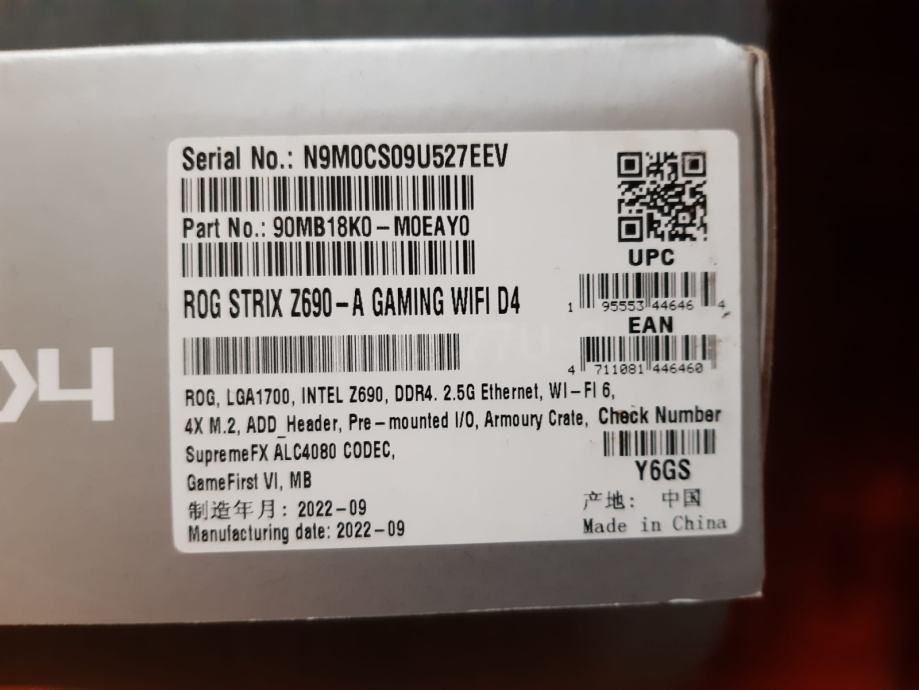 Serial No.: N9M0CS09U527EEV
Part No.: 90MB18K0-M0EAY0
UPC
1 95553 44646 4
ROG STRIX Z690-A GAMING WIFI D4
EAN
4 711081 446460
ROG, LGA1700, INTEL Z690, DDR4. 2.5G Ethernet, WI-FI 6,
4X M.2, ADD_Header, Pre-mounted I/O, Armoury Crate,
SupremeFX ALC4080 CODEC,
GameFirst VI, MB
Check Number
Y6GS
制造年月: 2022-09
Manufacturing date: 2022-09
产地: 中国
Made in China